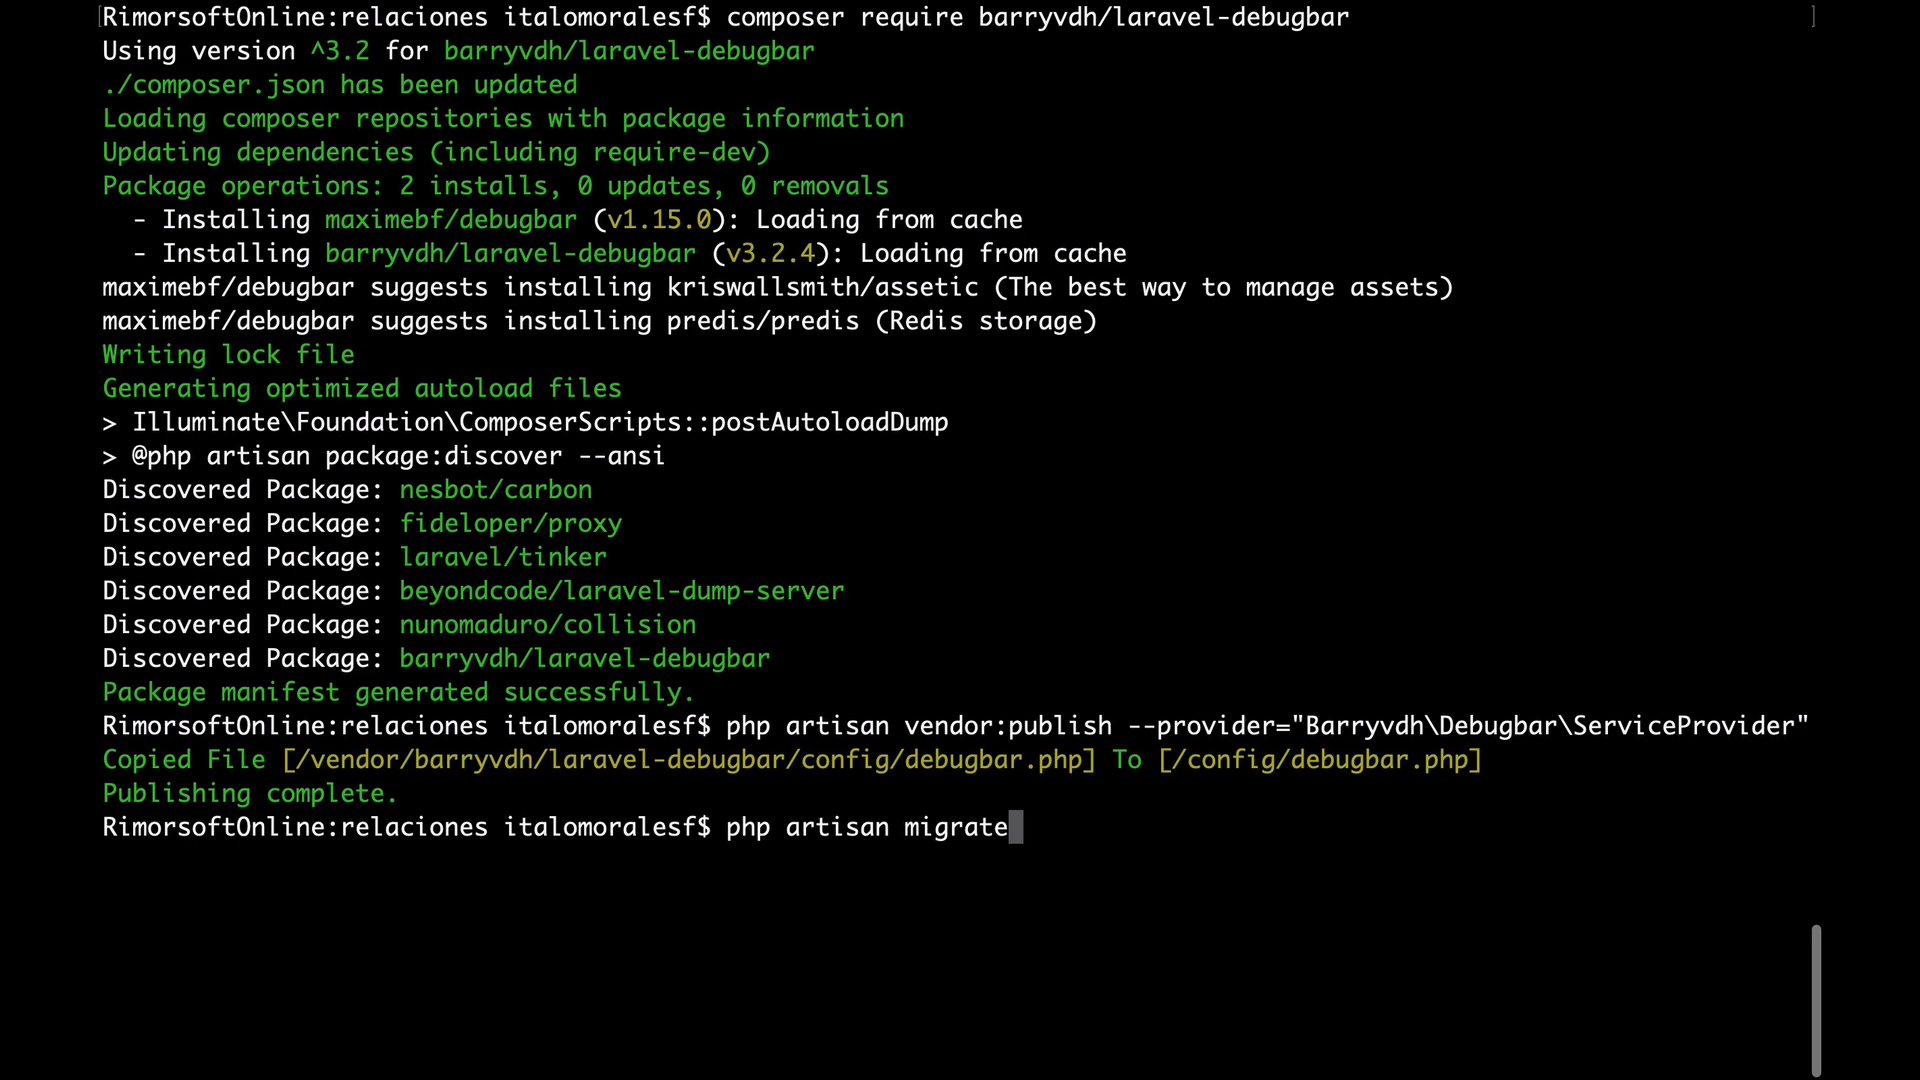 RimorsoftOnline:relaciones italomoralesf$ composer require barryvdh/laravel-debugbar
Using version ^3.2 for barryvdh/laravel-debugbar
./composer.json has been updated
Loading composer repositories with package information
Updating dependencies (including require-dev)
Package operations: 2 installs, 0 updates, 0 removals
  - Installing maximebf/debugbar (v1.15.0): Loading from cache
  - Installing barryvdh/laravel-debugbar (v3.2.4): Loading from cache
maximebf/debugbar suggests installing kriswallsmith/assetic (The best way to manage assets)
maximebf/debugbar suggests installing predis/predis (Redis storage)
Writing lock file
Generating optimized autoload files
> Illuminate\Foundation\ComposerScripts::postAutoloadDump
> @php artisan package:discover --ansi
Discovered Package: nesbot/carbon
Discovered Package: fideloper/proxy
Discovered Package: laravel/tinker
Discovered Package: beyondcode/laravel-dump-server
Discovered Package: nunomaduro/collision
Discovered Package: barryvdh/laravel-debugbar
Package manifest generated successfully.
RimorsoftOnline:relaciones italomoralesf$ php artisan vendor:publish --provider="Barryvdh\Debugbar\ServiceProvider"
Copied File [/vendor/barryvdh/laravel-debugbar/config/debugbar.php] To [/config/debugbar.php]
Publishing complete.
RimorsoftOnline:relaciones italomoralesf$ php artisan migrate